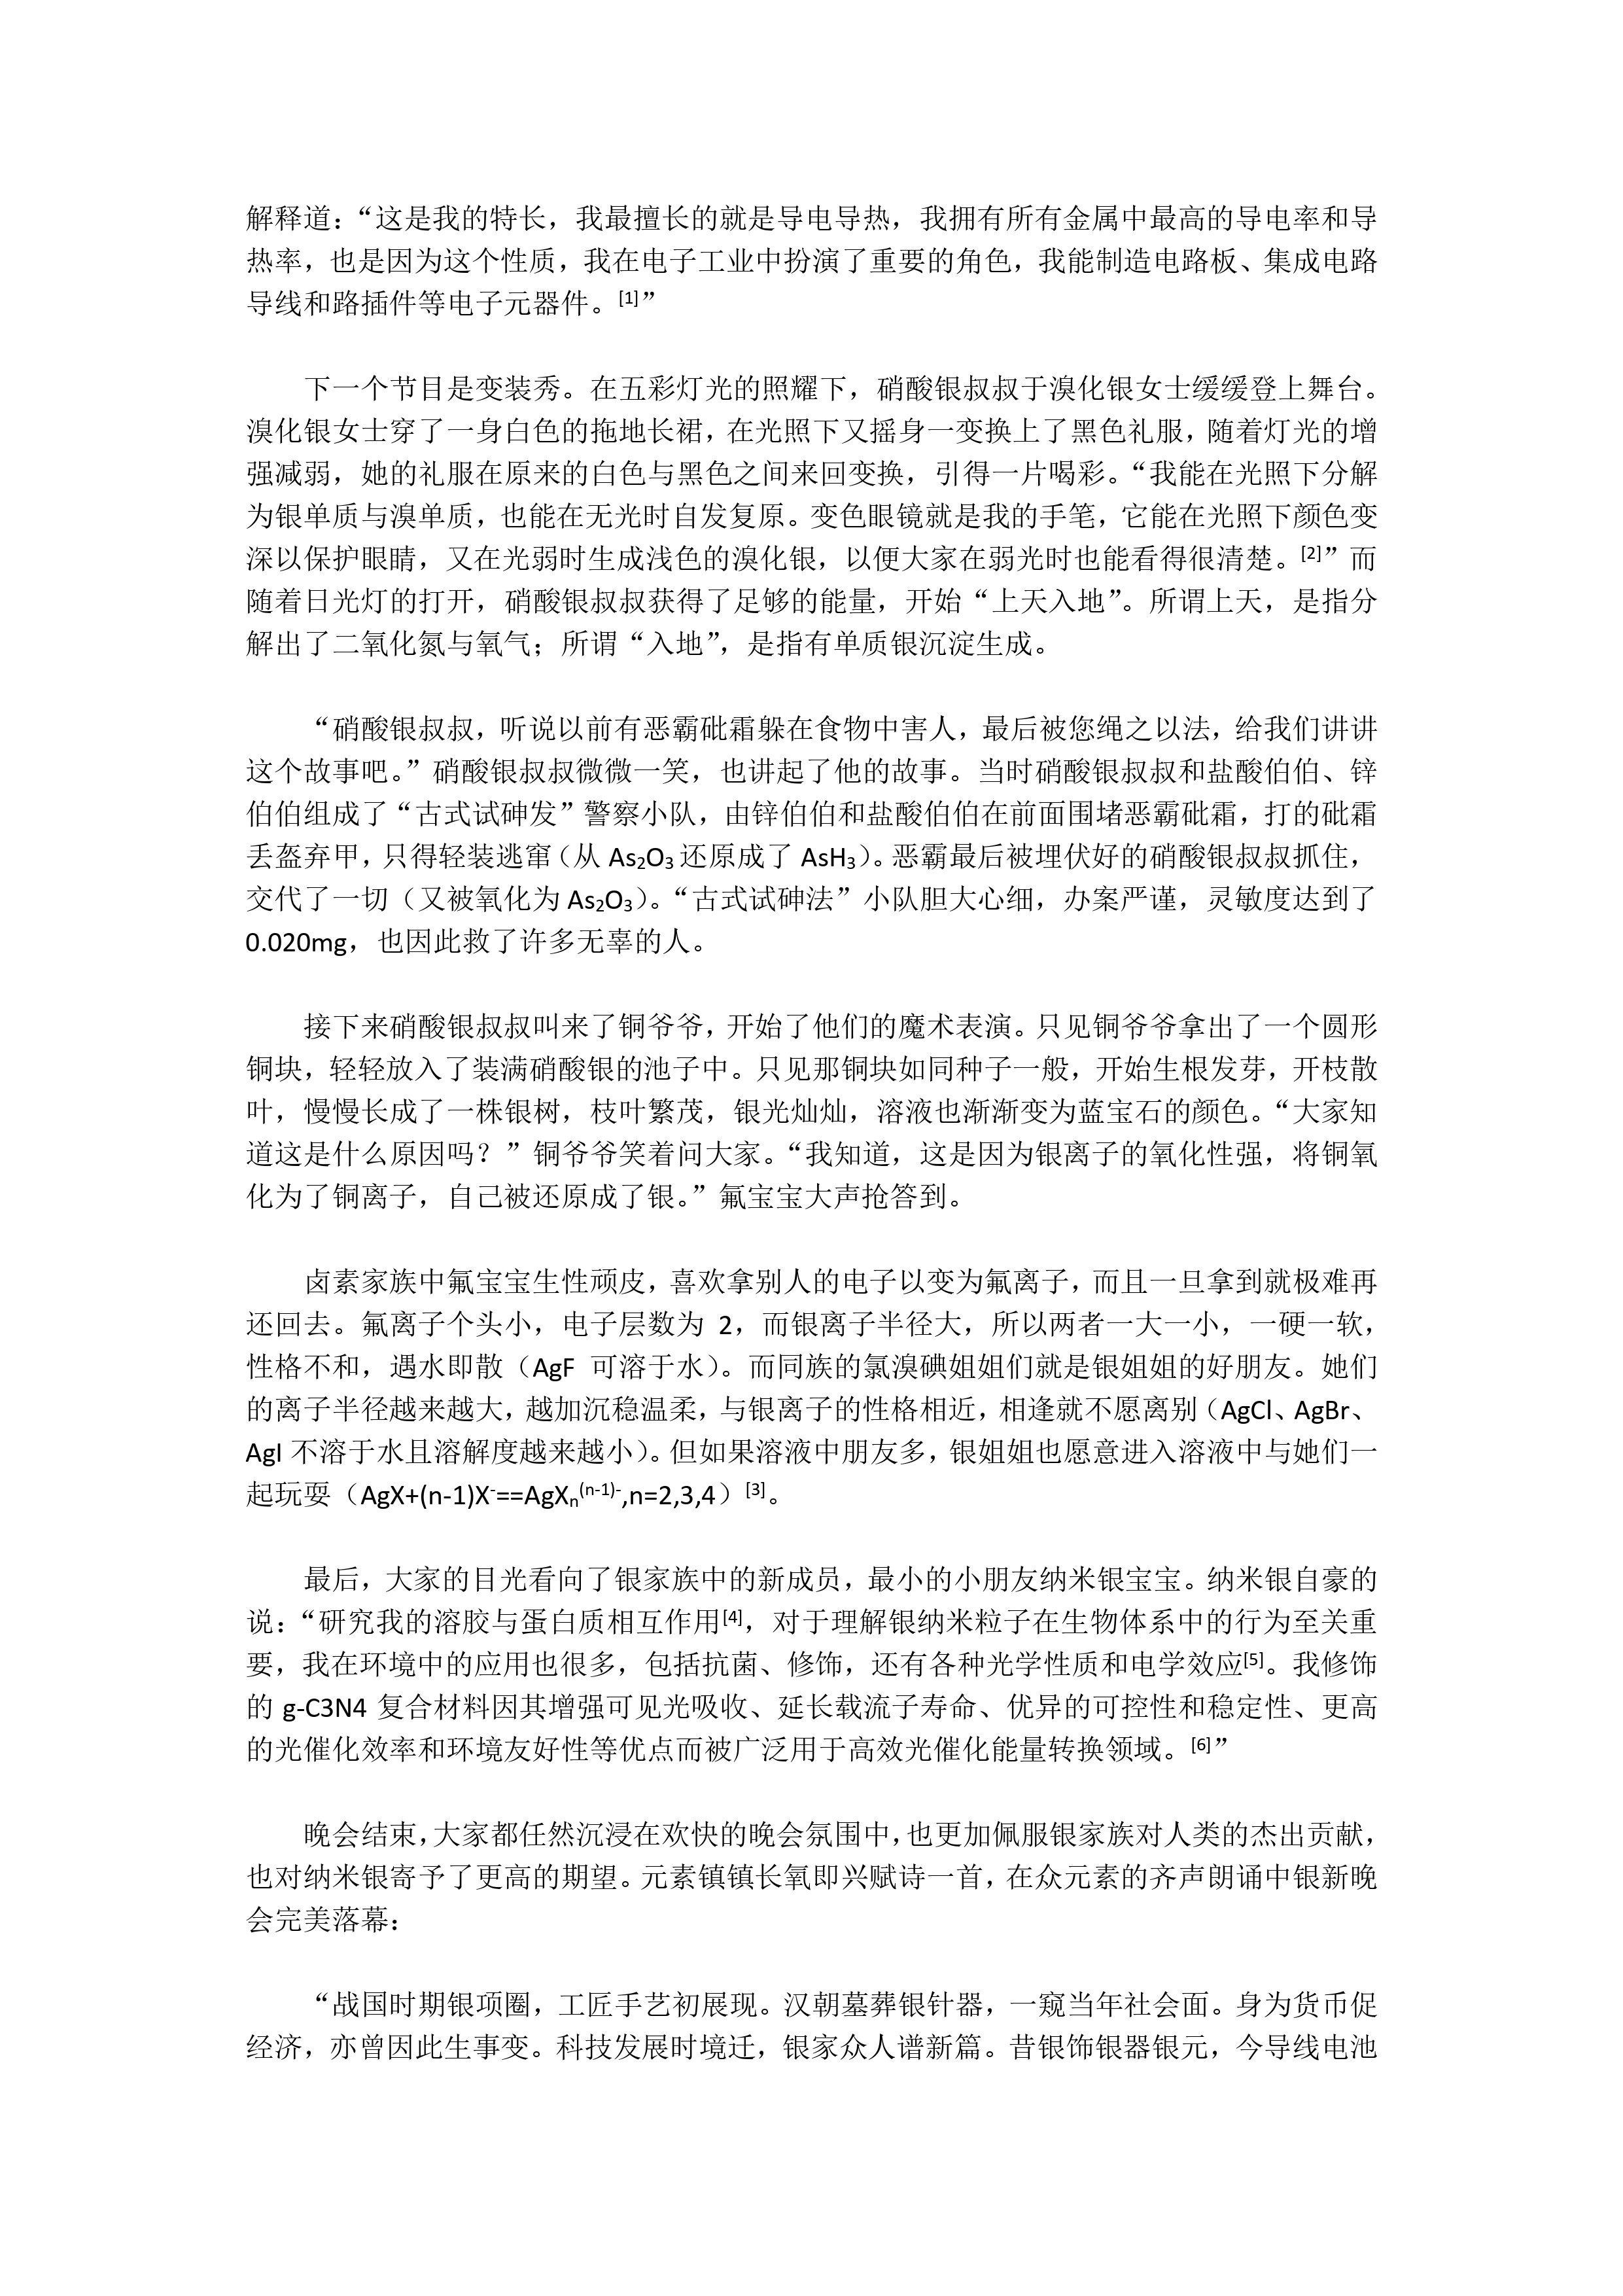 解释道：“这是我的特长，我最擅长的就是导电导热，我拥有所有金属中最高的导电率和导
热率，也是因为这个性质，我在电子工业中扮演了重要的角色，我能制造电路板、集成电路
导线和路插件等电子元器件。[1]”
下一个节目是变装秀。在五彩灯光的照耀下，硝酸银叔叔于溴化银女士缓缓登上舞台。
溴化银女士穿了一身白色的拖地长裙，在光照下又摇身一变换上了黑色礼服，随着灯光的增
强减弱，她的礼服在原来的白色与黑色之间来回变换，引得一片喝彩。“我能在光照下分解
为银单质与溴单质，也能在无光时自发复原。变色眼镜就是我的手笔，它能在光照下颜色变
深以保护眼睛，又在光弱时生成浅色的溴化银，以便大家在弱光时也能看得很清楚。[2]”而
随着日光灯的打开，硝酸银叔叔获得了足够的能量，开始“上天入地”。所谓上天，是指分
解出了二氧化氮与氧气；所谓“入地”，是指有单质银沉淀生成。
“硝酸银叔叔，听说以前有恶霸砒霜躲在食物中害人，最后被您绳之以法，给我们讲讲
这个故事吧。”硝酸银叔叔微微一笑，也讲起了他的故事。当时硝酸银叔叔和盐酸伯伯、锌
伯伯组成了“古式试砷发”警察小队，由锌伯伯和盐酸伯伯在前面围堵恶霸砒霜，打的砒霜
丢盔弃甲，只得轻装逃窜（从 As₂O₃ 还原成了 AsH₃）。恶霸最后被埋伏好的硝酸银叔叔抓住，
交代了一切（又被氧化为 As₂O₃）。“古式试砷法”小队胆大心细，办案严谨，灵敏度达到了
0.020mg，也因此救了许多无辜的人。
接下来硝酸银叔叔叫来了铜爷爷，开始了他们的魔术表演。只见铜爷爷拿出了一个圆形
铜块，轻轻放入了装满硝酸银的池子中。只见那铜块如同种子一般，开始生根发芽，开枝散
叶，慢慢长成了一株银树，枝叶繁茂，银光灿灿，溶液也渐渐变为蓝宝石的颜色。“大家知
道这是什么原因吗？”铜爷爷笑着问大家。“我知道，这是因为银离子的氧化性强，将铜氧
化为了铜离子，自己被还原成了银。”氟宝宝大声抢答到。
卤素家族中氟宝宝生性顽皮，喜欢拿别人的电子以变为氟离子，而且一旦拿到就极难再
还回去。氟离子个头小，电子层数为 2，而银离子半径大，所以两者一大一小，一硬一软，
性格不和，遇水即散（AgF 可溶于水）。而同族的氯溴碘姐姐们就是银姐姐的好朋友。她们
的离子半径越来越大，越加沉稳温柔，与银离子的性格相近，相逢就不愿离别（AgCl、AgBr、
AgI 不溶于水且溶解度越来越小）。但如果溶液中朋友多，银姐姐也愿意进入溶液中与她们一
起玩耍（AgX+(n-1)X⁻==AgXₙ⁽ⁿ⁻¹⁾⁻,n=2,3,4）[3]。
最后，大家的目光看向了银家族中的新成员，最小的小朋友纳米银宝宝。纳米银自豪的
说：“研究我的溶胶与蛋白质相互作用[4]，对于理解银纳米粒子在生物体系中的行为至关重
要，我在环境中的应用也很多，包括抗菌、修饰，还有各种光学性质和电学效应[5]。我修饰
的 g-C3N4 复合材料因其增强可见光吸收、延长载流子寿命、优异的可控性和稳定性、更高
的光催化效率和环境友好性等优点而被广泛用于高效光催化能量转换领域。[6]”
晚会结束，大家都任然沉浸在欢快的晚会氛围中，也更加佩服银家族对人类的杰出贡献，
也对纳米银寄予了更高的期望。元素镇镇长氧即兴赋诗一首，在众元素的齐声朗诵中银新晚
会完美落幕：
“战国时期银项圈，工匠手艺初展现。汉朝墓葬银针器，一窥当年社会面。身为货币促
经济，亦曾因此生事变。科技发展时境迁，银家众人谱新篇。昔银饰银器银元，今导线电池